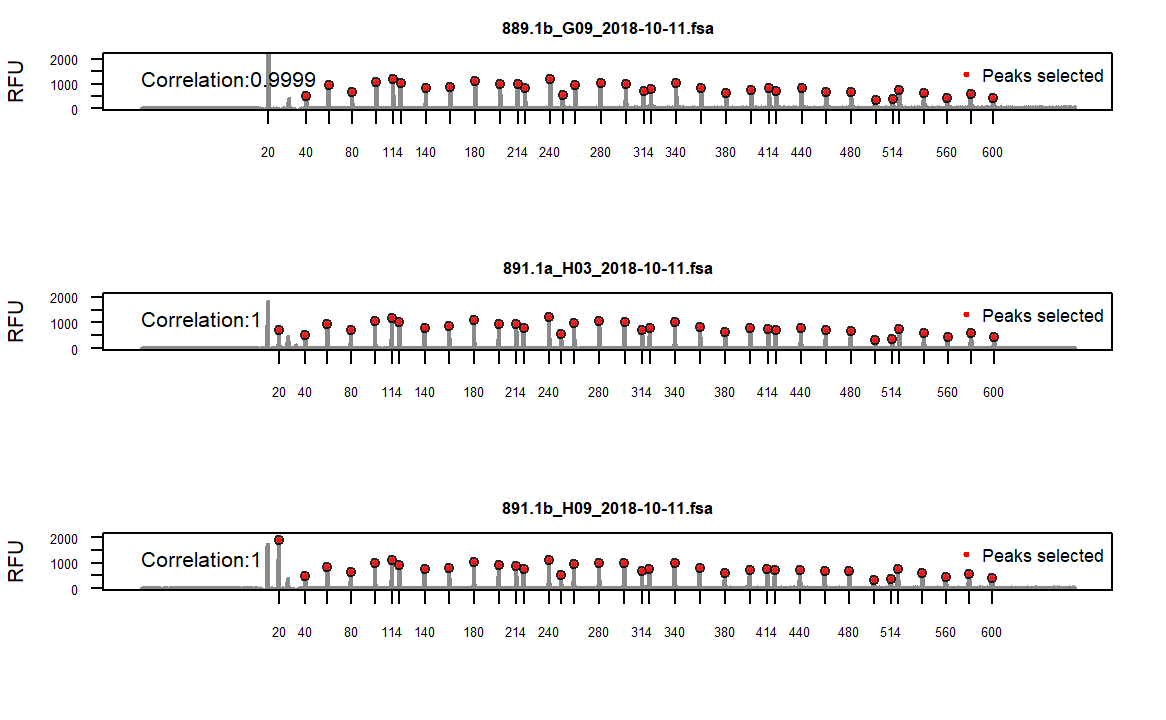 889.1b_G09_2018-10-11.fsa
RFU
2000
1000
0
Correlation:0.9999
Peaks selected
20 40 80 114 140 180 214 240 280 314 340 380 414 440 480 514 560 600
891.1a_H03_2018-10-11.fsa
RFU
2000
1000
0
Correlation:1
Peaks selected
20 40 80 114 140 180 214 240 280 314 340 380 414 440 480 514 560 600
891.1b_H09_2018-10-11.fsa
RFU
2000
1000
0
Correlation:1
Peaks selected
20 40 80 114 140 180 214 240 280 314 340 380 414 440 480 514 560 600